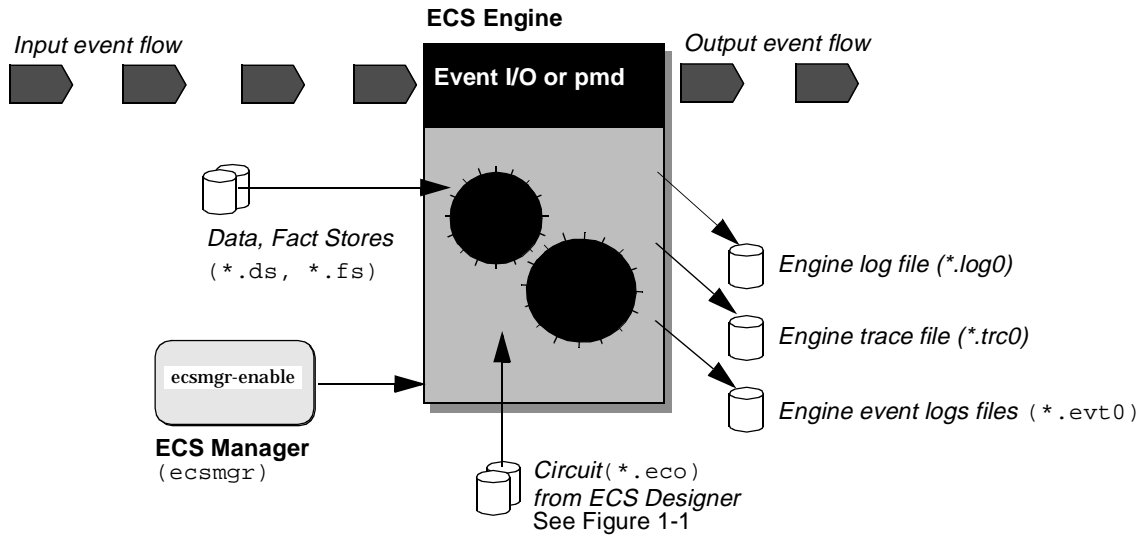 ECS Engine
Input event flow
Output event flow
Event I/O or pmd
Data, Fact Stores
(*.ds, *.fs)
Engine log file (*.log0)
Engine trace file (*.trc0)
ecsmgr-enable
Engine event logs files (*.evt0)
ECS Manager
(ecsmgr)
Circuit(*.eco)
from ECS Designer
See Figure 1-1